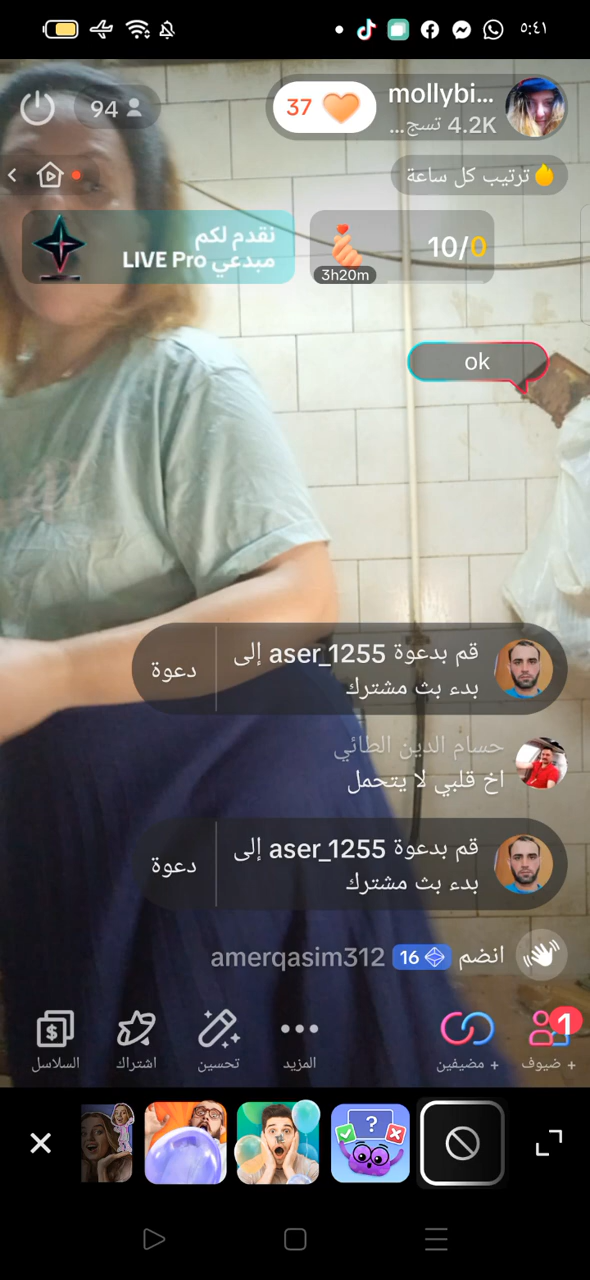 ٥:٤١
94
37
mollybi...
4.2K تسج...
ترتيب كل ساعة
نقدم لكم
مبدعي LIVE Pro
10/0
3h20m
ok
قم بدعوة aser_1255 إلى
بدء بث مشترك
دعوة
حسام الدين الطائي
اخ قلبي لا يتحمل
قم بدعوة aser_1255 إلى
بدء بث مشترك
دعوة
amerqasim312 16 انضم
1
+ ضيوف
+ مضيفين
المزيد
تحسين
اشتراك
السلاسل
?